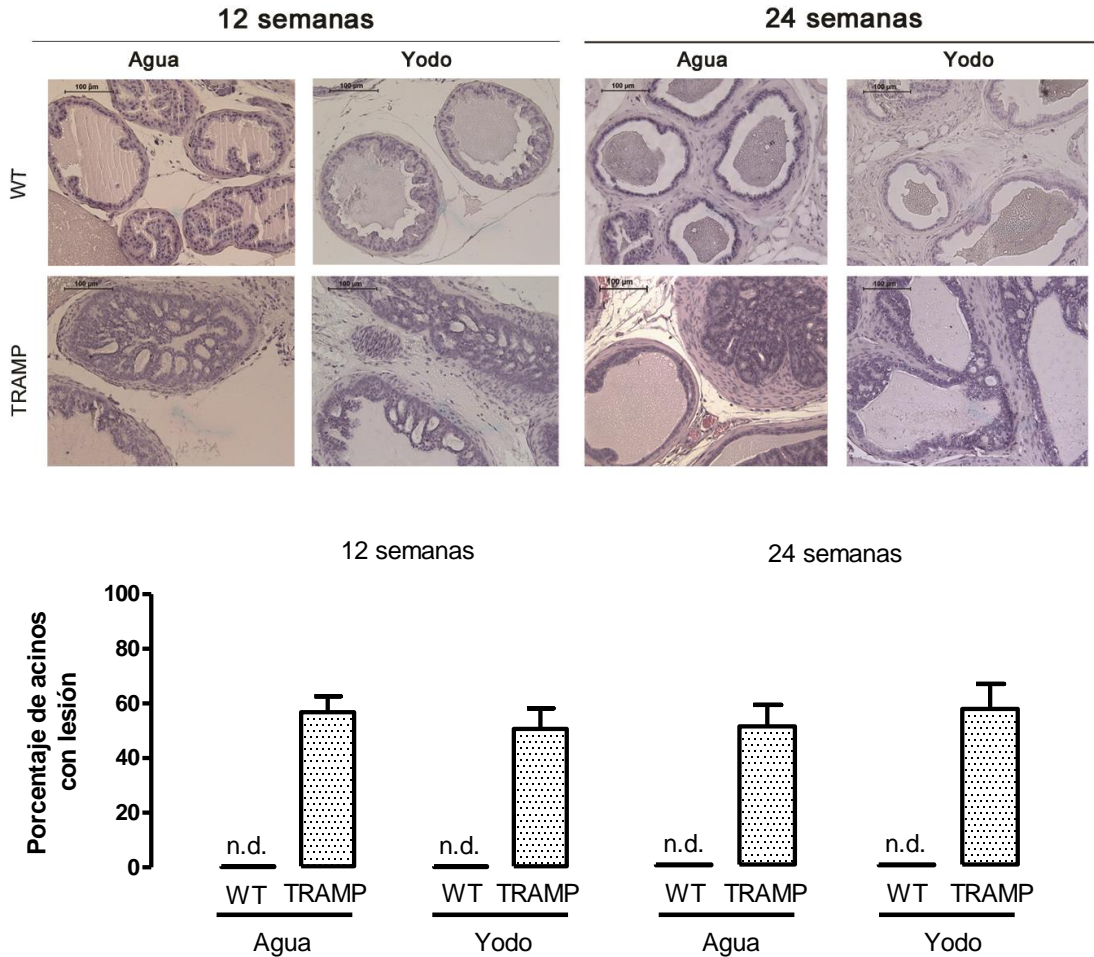 12 semanas
24 semanas
Agua
Yodo
Agua
Yodo
WT
100 µm
100 µm
100 µm
100 µm
TRAMP
100 µm
100 µm
100 µm
100 µm
12 semanas
24 semanas
Porcentaje de acinos
con lesión
100
80
60
40
20
0
n.d.
n.d.
n.d.
n.d.
WT TRAMP
WT TRAMP
WT TRAMP
WT TRAMP
Agua
Yodo
Agua
Yodo